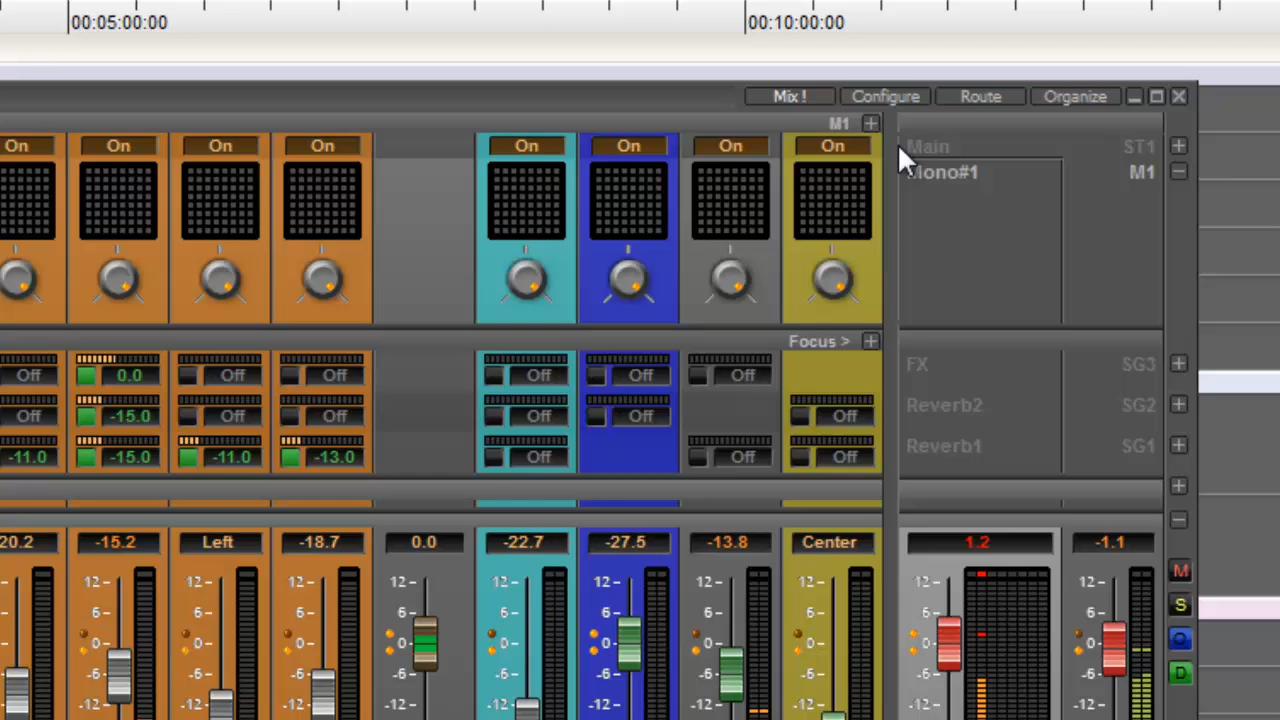 00:05:00:00 00:10:00:00
Mix ! Configure Route Organize
M1
On On On On On On On On Main ST1
Mono#1 M1
Focus >
Off 0.0 Off Off Off Off Off FX SG3
Off -15.0 Off Off Off Off Off Reverb2 SG2
-11.0 -15.0 -11.0 -13.0 Off Off Off Reverb1 SG1
20.2 -15.2 Left -18.7 0.0 -22.7 -27.5 -13.8 Center 1.2 -1.1
12 12 12 12 12 12 12 12 12 12 M
6 6 6 6 6 6 6 6 6 6 S
0 0 0 0 0 0 0 0 0 0
-6 -6 -6 -6 -6 -6 -6 -6 -6 -6 D
-12 -12 -12 -12 -12 -12 -12 -12 -12 -12